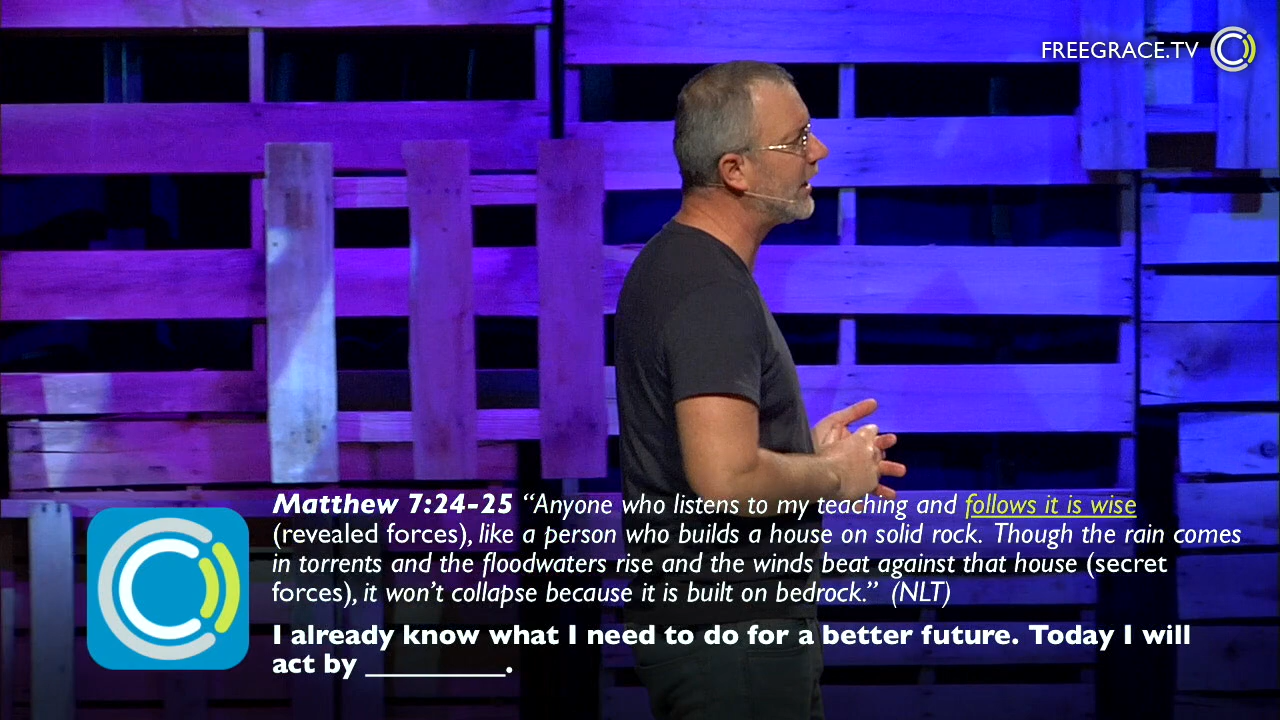 FREEGRACE.TV
Matthew 7:24-25 “Anyone who listens to my teaching and follows it is wise
(revealed forces), like a person who builds a house on solid rock. Though the rain comes
in torrents and the floodwaters rise and the winds beat against that house (secret
forces), it won’t collapse because it is built on bedrock.” (NLT)
I already know what I need to do for a better future. Today I will
act by _________.